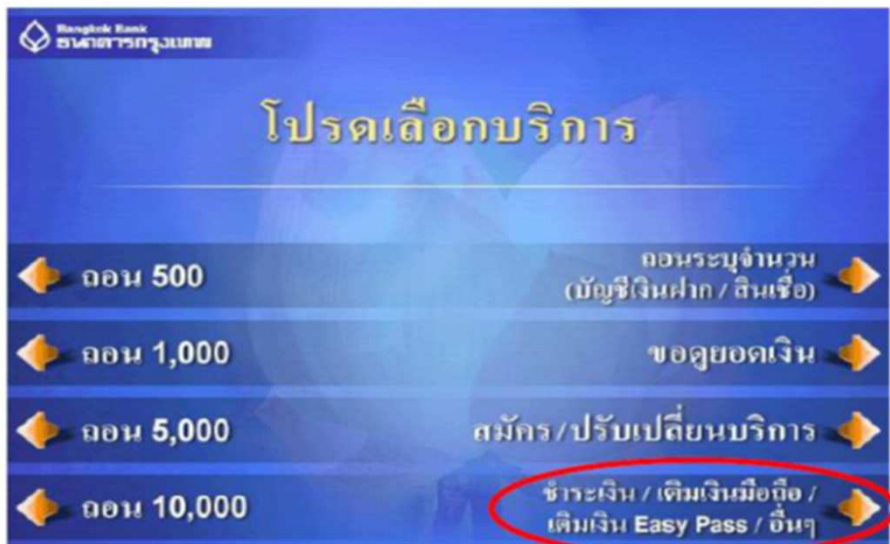 Bangkok Bank
ธนาคารกรุงเทพ
โปรดเลือกบริการ
ถอน 500
ถอนระบุจำนวน
(บัญชีเงินฝาก / สินเชื่อ)
ถอน 1,000
ขอดูยอดเงิน
ถอน 5,000
สมัคร/ปรับเปลี่ยนบริการ
ถอน 10,000
ชำระเงิน / เติมเงินมือถือ /
เติมเงิน Easy Pass / อื่นๆ